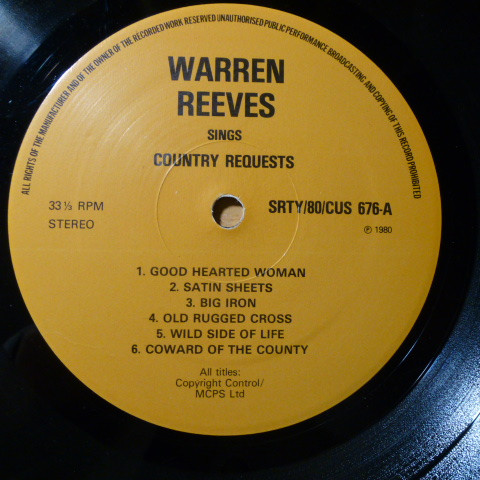 ALL RIGHTS OF THE MANUFACTURER AND OF THE OWNER OF THE RECORDED WORK RESERVED UNAUTHORISED PUBLIC PERFORMANCE BROADCASTING AND COPYING OF THIS RECORD PROHIBITED
WARREN
REEVES
SINGS
COUNTRY REQUESTS
33⅓ RPM
STEREO
SRTY/80/CUS 676-A
℗ 1980
1. GOOD HEARTED WOMAN
2. SATIN SHEETS
3. BIG IRON
4. OLD RUGGED CROSS
5. WILD SIDE OF LIFE
6. COWARD OF THE COUNTY
All titles:
Copyright Control/
MCPS Ltd